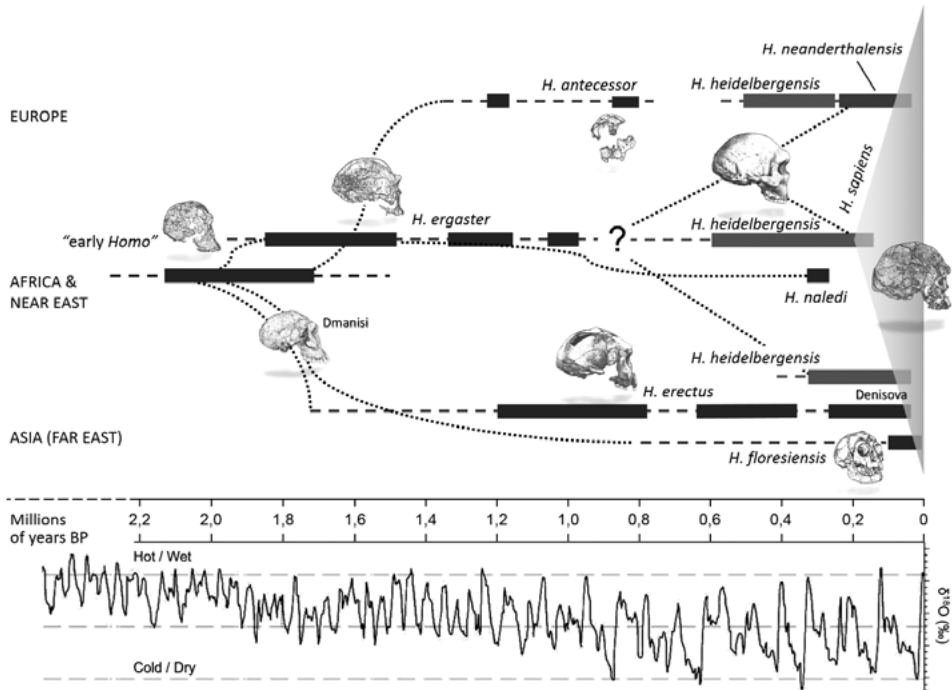 H. neanderthalensis
H. antecessor
H. heidelbergensis
EUROPE
H. sapiens
H. ergaster
H. heidelbergensis
"early Homo"
?
AFRICA &
NEAR EAST
H. naledi
Dmanisi
H. heidelbergensis
H. erectus
Denisova
ASIA (FAR EAST)
H. floresiensis
Millions
of years BP
2,2 2,0 1,8 1,6 1,4 1,2 1,0 0,8 0,6 0,4 0,2 0
Hot / Wet
δ¹⁸O (‰)
Cold / Dry